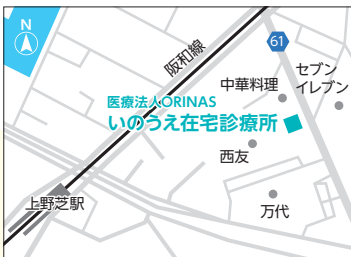 N
阪和線
61
セブン
イレブン
中華料理
医療法人ORINAS
いのうえ在宅診療所
西友
上野芝駅
万代